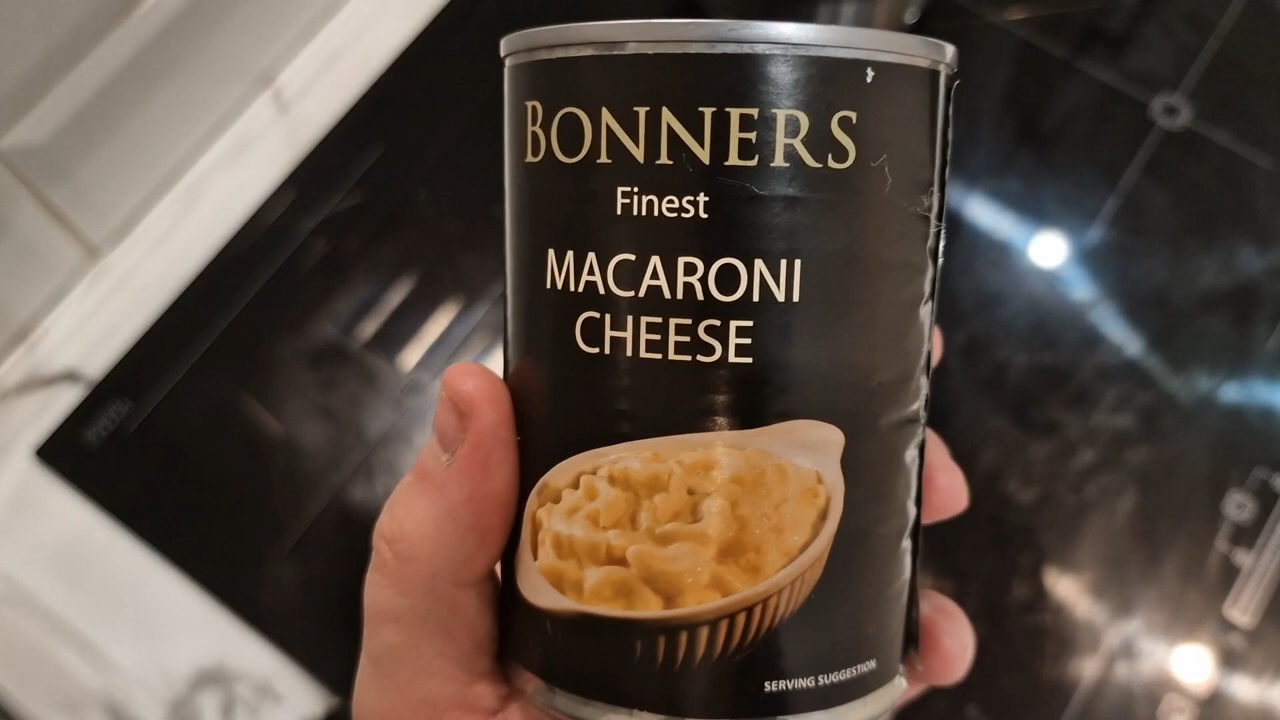 BONNERS
Finest
MACARONI
CHEESE
SERVING SUGGESTION